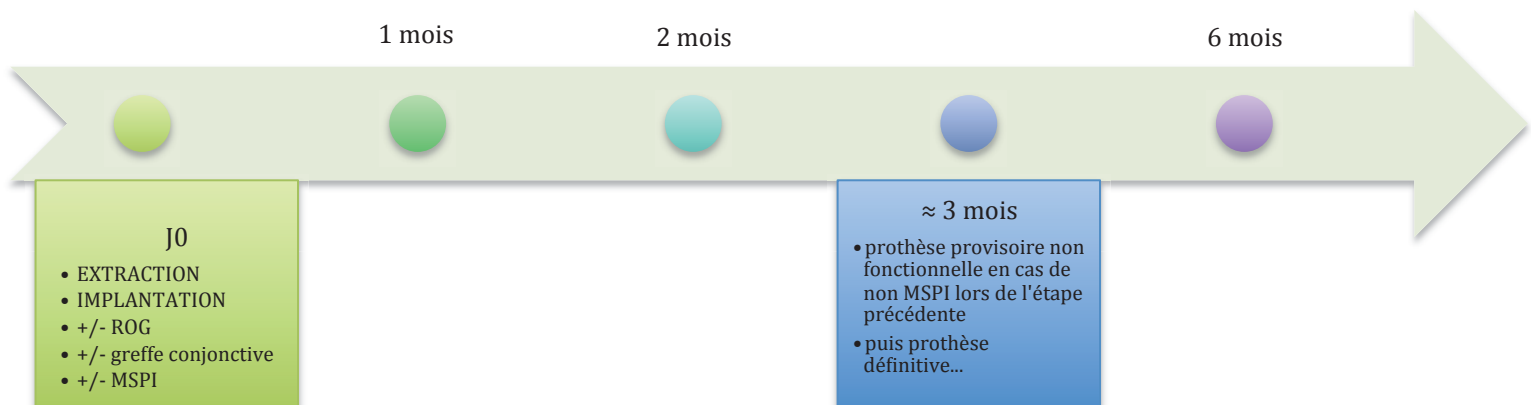 1 mois
2 mois
6 mois
J0
• EXTRACTION
• IMPLANTATION
• +/- ROG
• +/- greffe conjonctive
• +/- MSPI
≈ 3 mois
• prothèse provisoire non
fonctionnelle en cas de
non MSPI lors de l'étape
précédente
• puis prothèse
définitive...